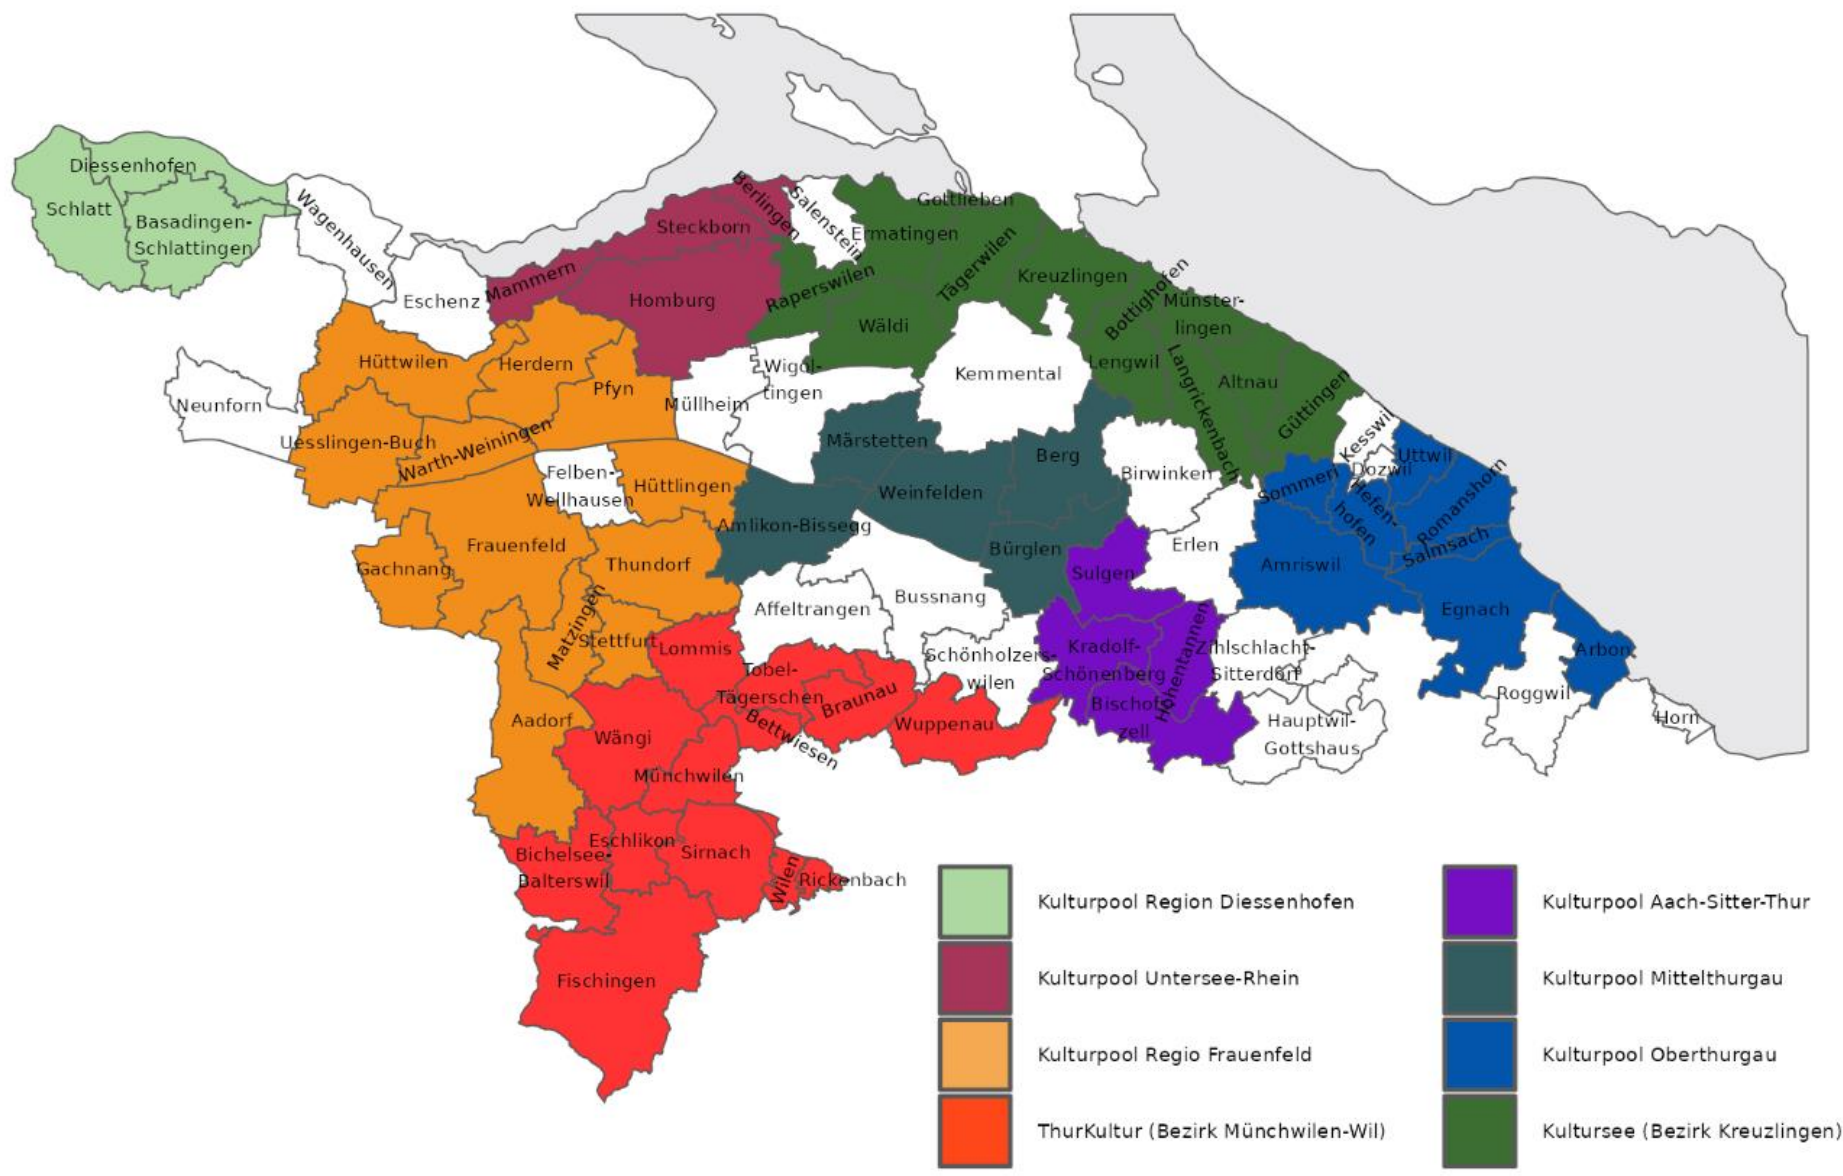 Diessenhofen
Schlatt
Basadingen-
Schlattingen
Wagenhausen
Eschenz
Mammern
Steckborn
Berlingen
Salenstein
Homburg
Gottlieben
Ermatingen
Raperswilen
Tägerwilen
Wäldi
Kreuzlingen
Bottighofen
Münster-
lingen
Lengwil
Langrickenbach
Altnau
Güttingen
Kesswil
Dozwil
Uttwil
Kemmental
Hüttwilen
Herdern
Pfyn
Müllheim
Wigol-
tingen
Neunforn
Uesslingen-Buch
Warth-Weiningen
Felben-
Wellhausen
Hüttlingen
Märstetten
Weinfelden
Berg
Birwinken
Amlikon-Bissegg
Bürglen
Sommeri
Hefen-
hofen
Romanshorn
Salmsach
Frauenfeld
Gachnang
Thundorf
Matzingen
Stettfurt
Sulgen
Erlen
Amriswil
Egnach
Arbon
Affeltrangen
Bussnang
Schönholzers-
wilen
Kradolf-
Schönenberg
Hohentannen
Bischof-
zell
Zihlschlacht-
Sitterdorf
Hauptwil-
Gottshaus
Roggwil
Horn
Lommis
Tobel-
Tägerschen
Braunau
Bettwiesen
Wuppenau
Aadorf
Wängi
Münchwilen
Bichelsee-
Balterswil
Eschlikon
Sirnach
Wilen
Rickenbach
Fischingen
Kulturpool Region Diessenhofen
Kulturpool Untersee-Rhein
Kulturpool Regio Frauenfeld
ThurKultur (Bezirk Münchwilen-Wil)
Kulturpool Aach-Sitter-Thur
Kulturpool Mittelthurgau
Kulturpool Oberthurgau
Kultursee (Bezirk Kreuzlingen)